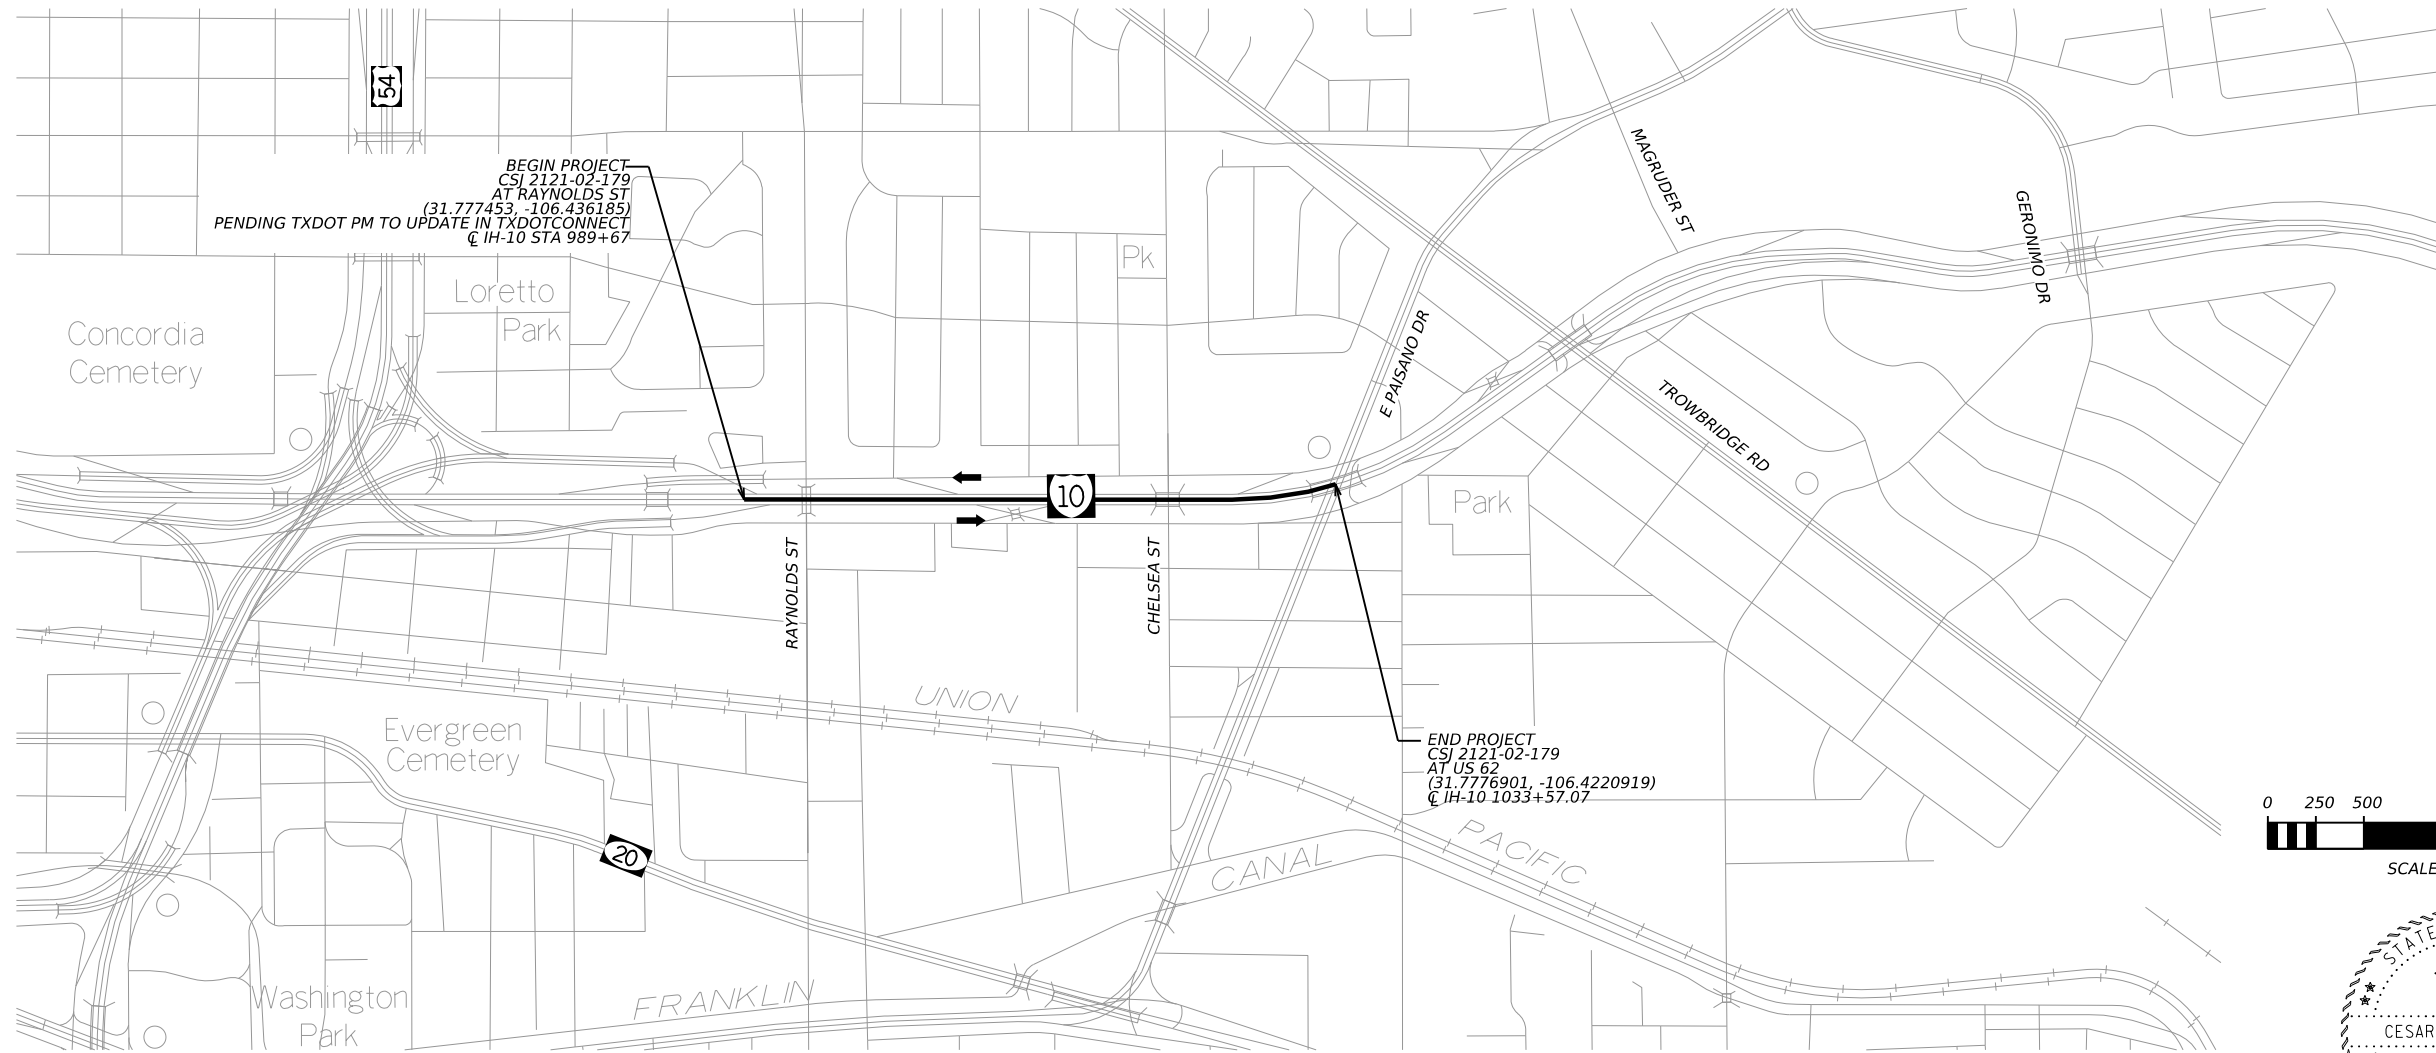 54
BEGIN PROJECT
CSJ 2121-02-179
AT RAYNOLDS ST
(31.777453, -106.436185)
PENDING TXDOT PM TO UPDATE IN TXDOTCONNECT
℄ IH-10 STA 989+67
MAGRUDER ST
GERONIMO DR
Pk
Loretto
Park
Concordia
Cemetery
E PAISANO DR
TROWBRIDGE RD
10
Park
RAYNOLDS ST
CHELSEA ST
UNION
Evergreen
Cemetery
END PROJECT
CSJ 2121-02-179
AT US 62
(31.7776901, -106.4220919)
℄ IH-10 1033+57.07
0 250 500
SCALE
20
PACIFIC
CANAL
FRANKLIN
Washington
Park
STATE
CESAR